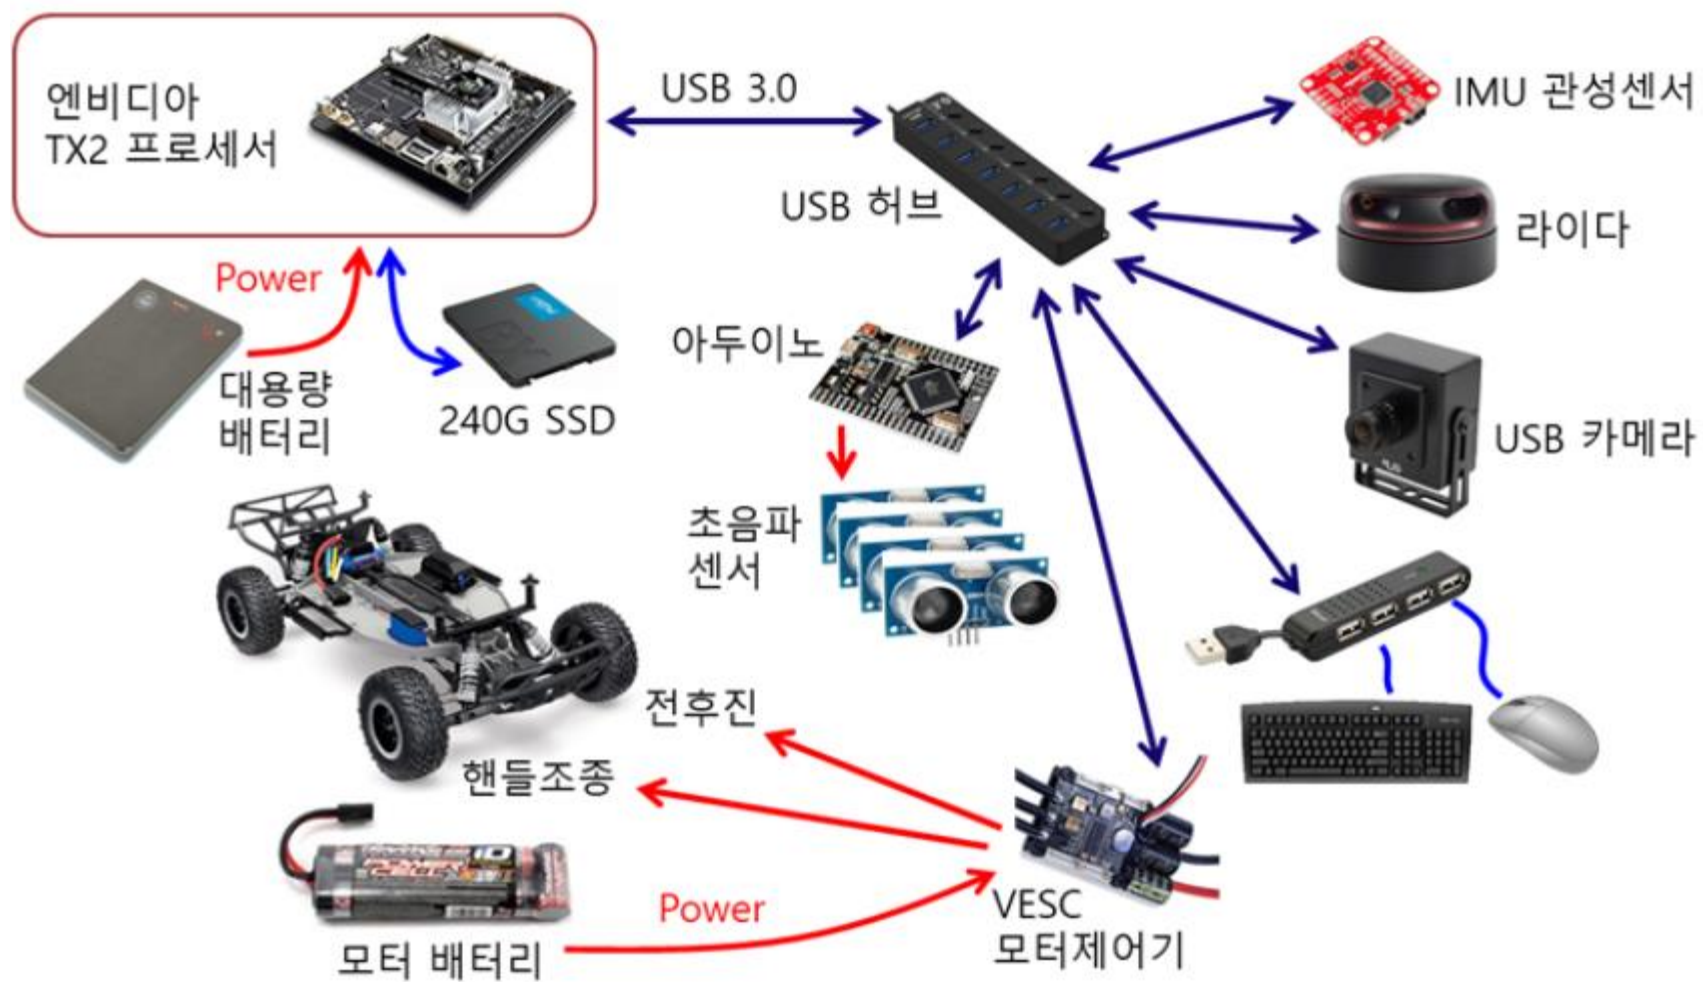 엔비디아
TX2 프로세서
USB 3.0
USB 허브
IMU 관성센서
라이다
USB 카메라
Power
대용량
배터리
240G SSD
아두이노
초음파
센서
전후진
핸들조종
모터 배터리
Power
VESC
모터제어기